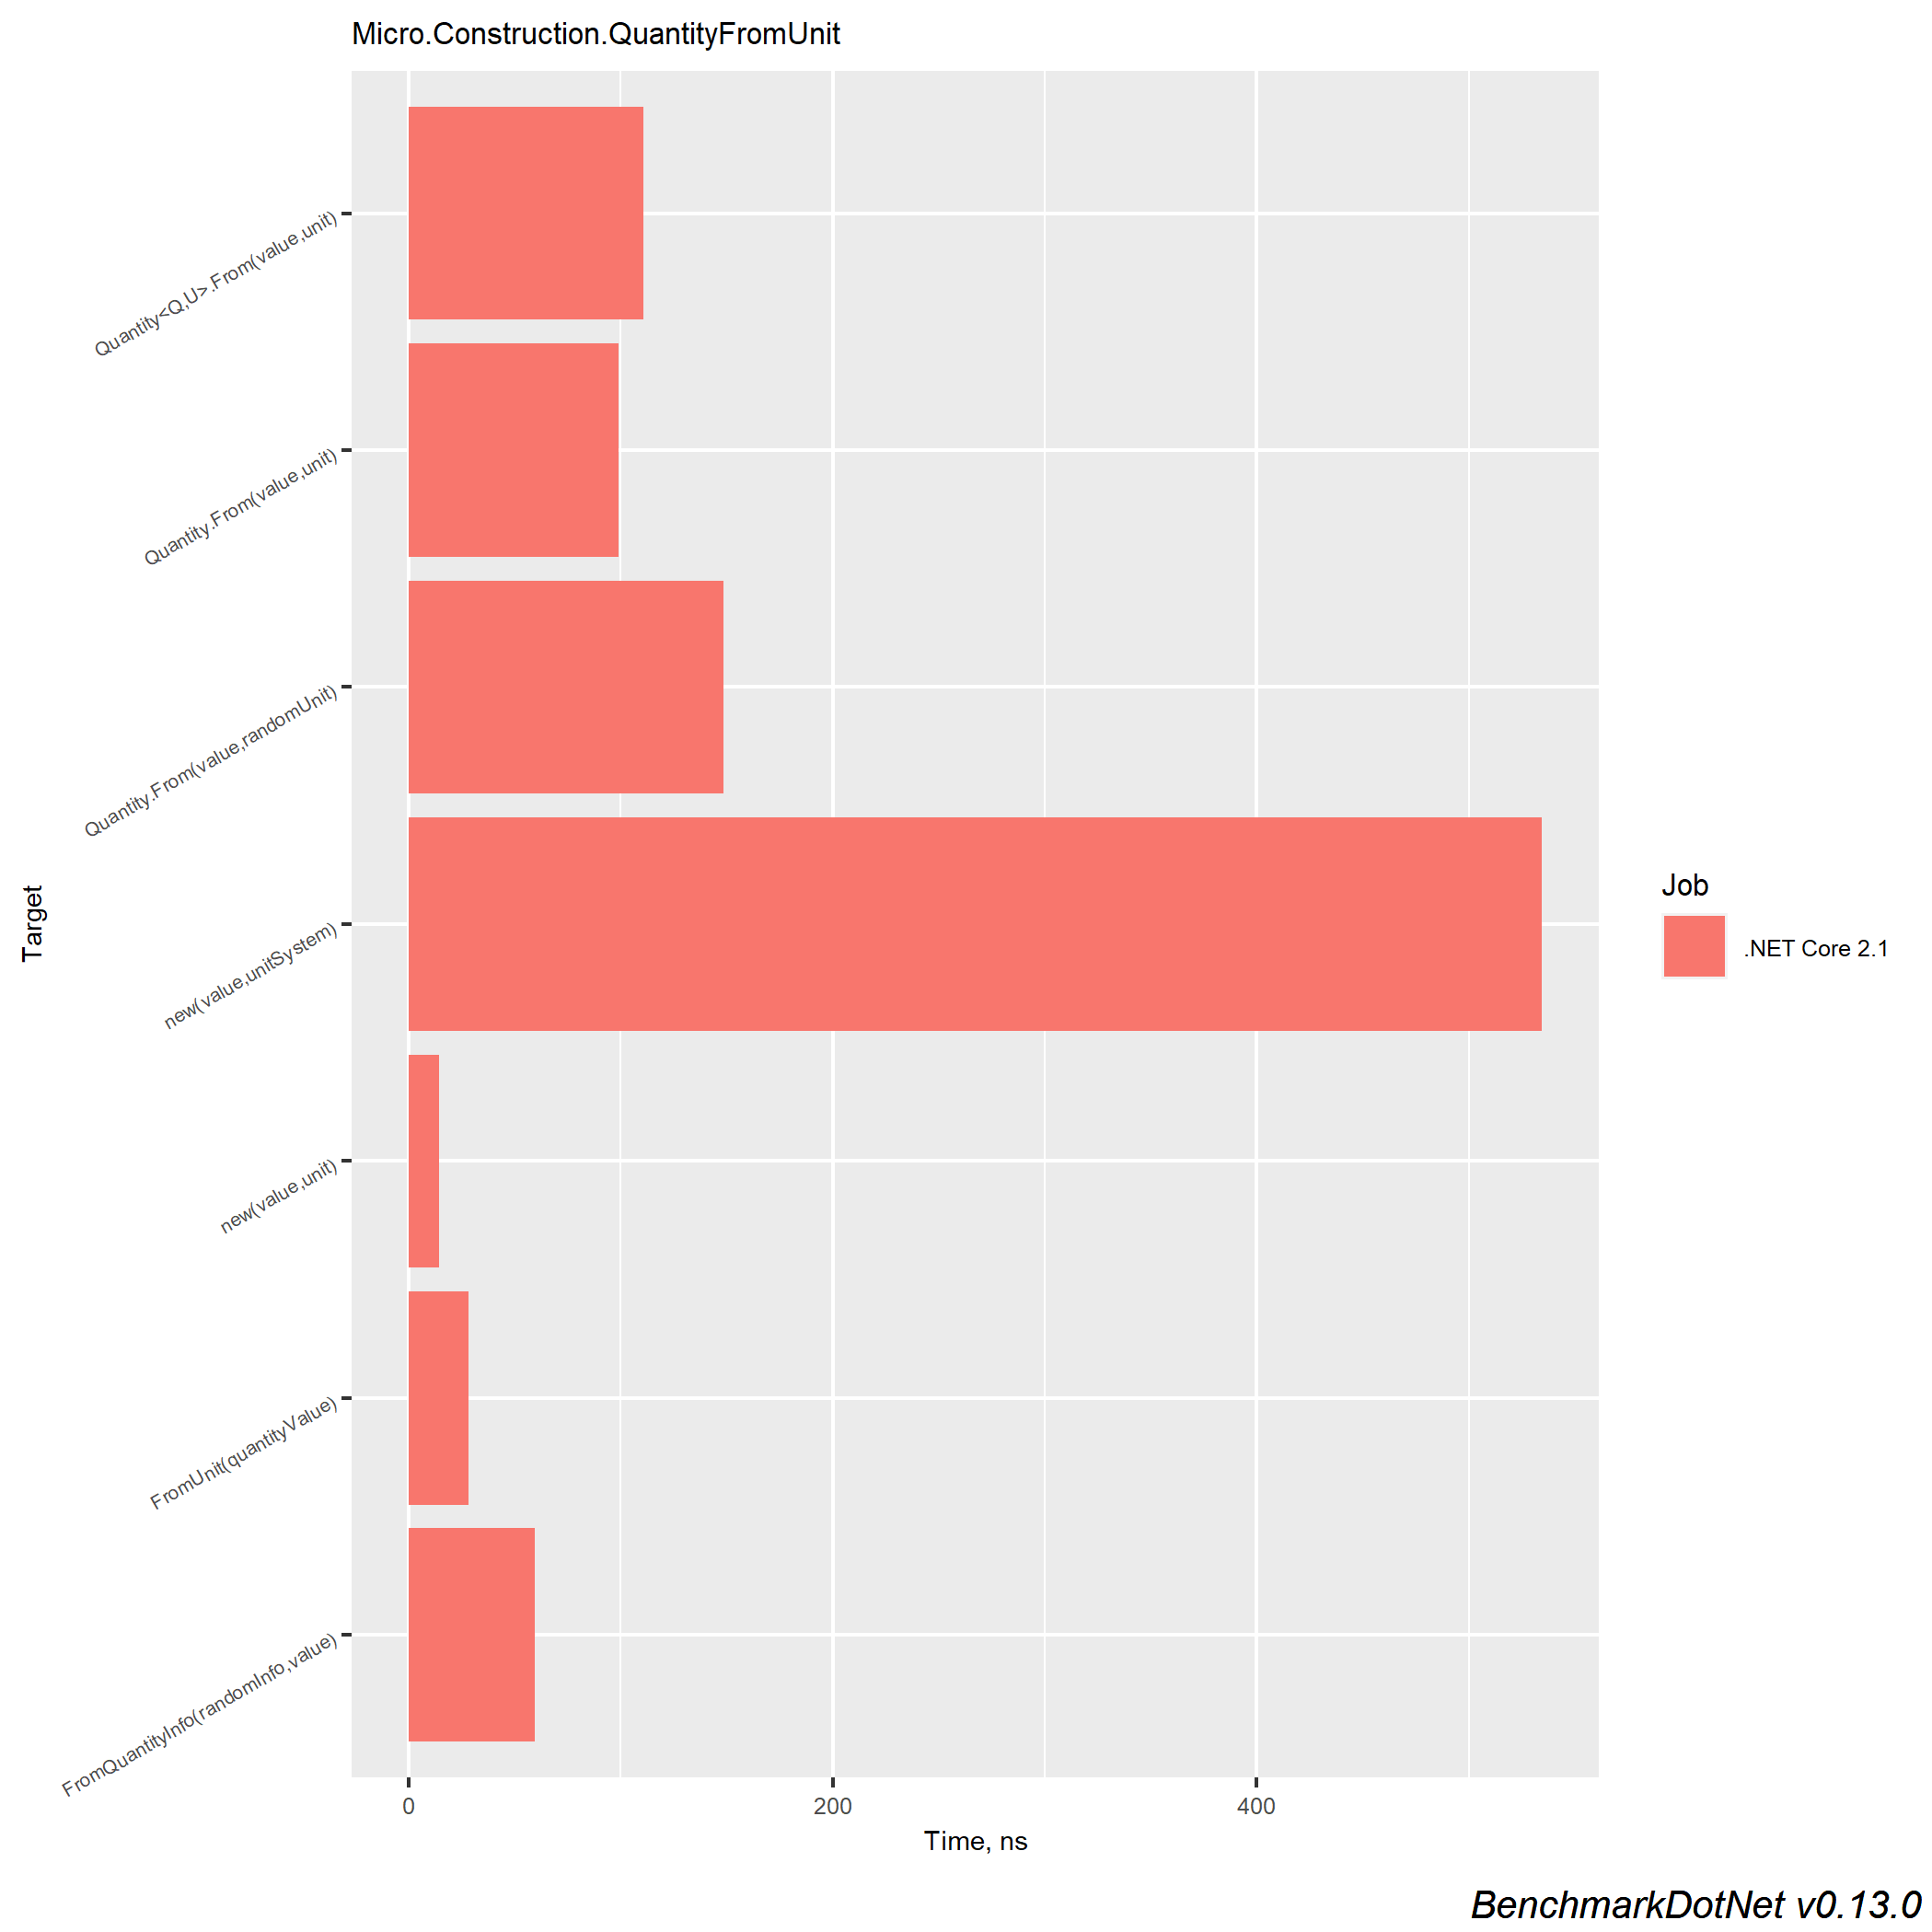 Micro.Construction.QuantityFromUnit
Quantity<Q,U>.From(value,unit)
Quantity.From(value,unit)
Quantity.From(value,randomUnit)
new(value,unitSystem)
new(value,unit)
FromUnit(quantityValue)
FromQuantityInfo(randomInfo,value)
Target
0
200
400
Time, ns
Job
.NET Core 2.1
BenchmarkDotNet v0.13.0